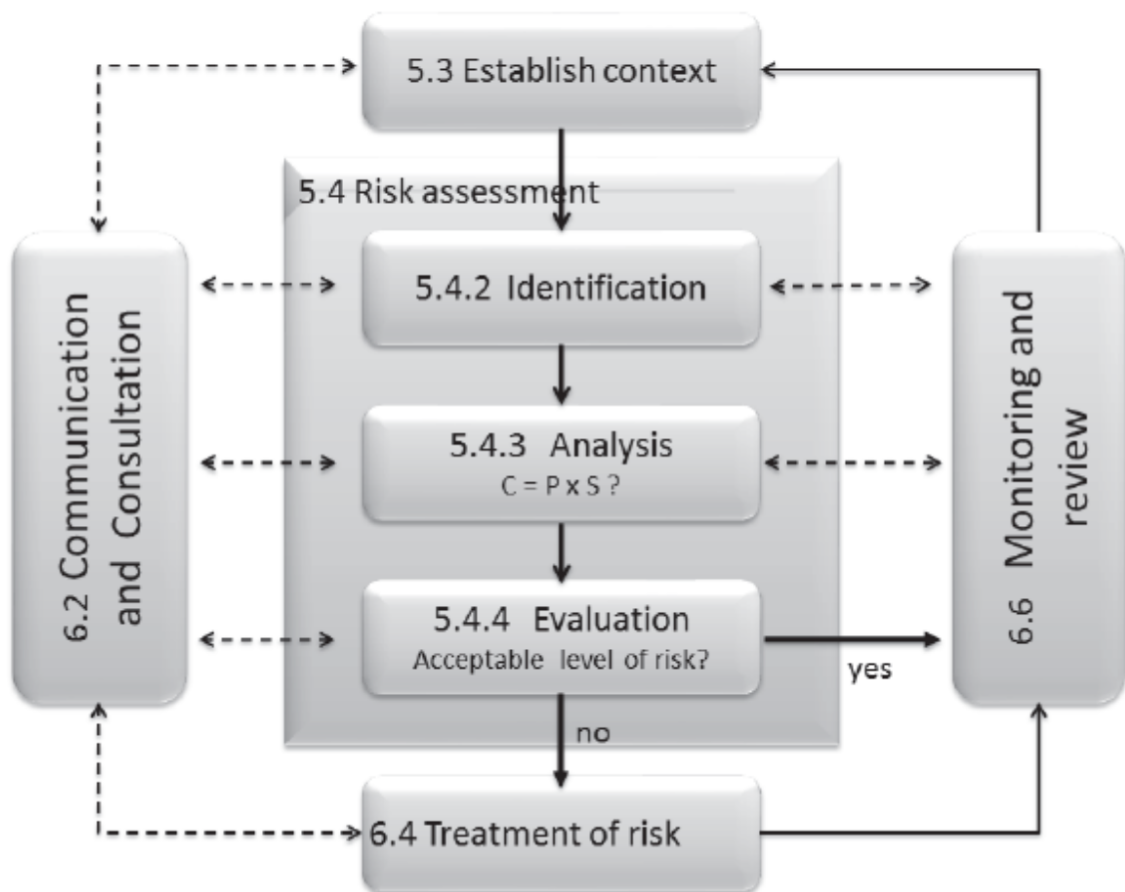 5.3 Establish context
5.4 Risk assessment
5.4.2 Identification
5.4.3 Analysis
C = P x S ?
5.4.4 Evaluation
Acceptable level of risk?
yes
no
6.4 Treatment of risk
6.2 Communication
and Consultation
6.6 Monitoring and
review